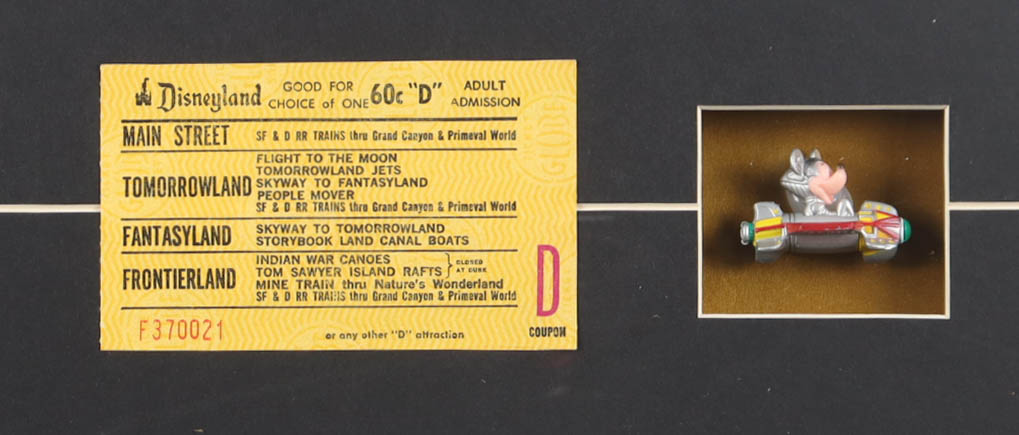 Disneyland GOOD FOR CHOICE of ONE 60c "D" ADULT ADMISSION
MAIN STREET SF & D RR TRAINS thru Grand Canyon & Primeval World
TOMORROWLAND FLIGHT TO THE MOON
TOMORROWLAND JETS
SKYWAY TO FANTASYLAND
PEOPLE MOVER
SF & D RR TRAINS thru Grand Canyon & Primeval World
FANTASYLAND SKYWAY TO TOMORROWLAND
STORYBOOK LAND CANAL BOATS
FRONTIERLAND INDIAN WAR CANOES
TOM SAWYER ISLAND RAFTS } CLOSED AT DUSK
MINE TRAIN thru Nature's Wonderland
SF & D RR TRAINS thru Grand Canyon & Primeval World
D
COUPON
F370021
or any other "D" attraction